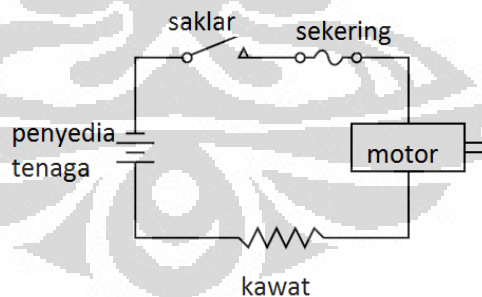 saklar
sekering
penyedia
tenaga
motor
kawat